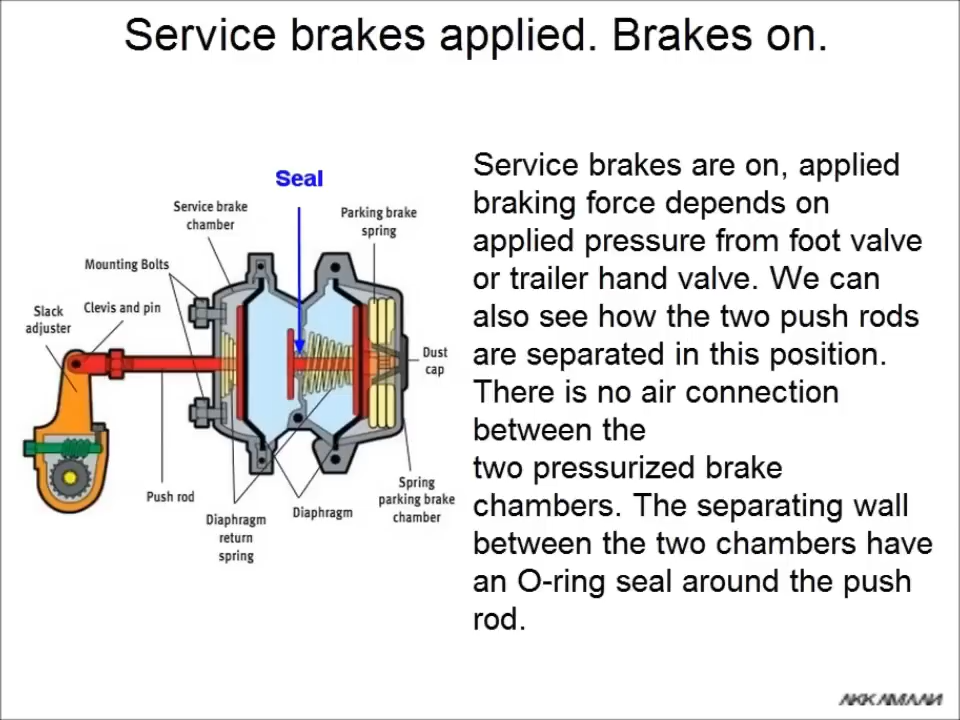 Service brakes applied. Brakes on.
Seal
Service brake
chamber
Parking brake
spring
Mounting Bolts
Clevis and pin
Slack
adjuster
Dust
cap
Push rod
Diaphragm
return
spring
Diaphragm
Spring
parking brake
chamber
Service brakes are on, applied
braking force depends on
applied pressure from foot valve
or trailer hand valve. We can
also see how the two push rods
are separated in this position.
There is no air connection
between the
two pressurized brake
chambers. The separating wall
between the two chambers have
an O-ring seal around the push
rod.